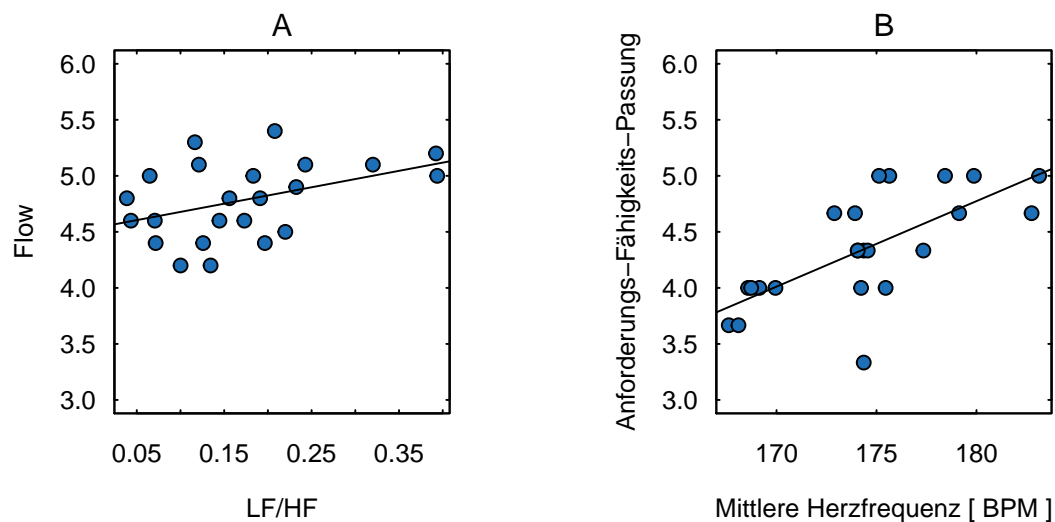 A
Flow
6.0
5.5
5.0
4.5
4.0
3.5
3.0
0.05 0.15 0.25 0.35
LF/HF
B
Anforderungs−Fähigkeits−Passung
6.0
5.5
5.0
4.5
4.0
3.5
3.0
170 175 180
Mittlere Herzfrequenz [ BPM ]